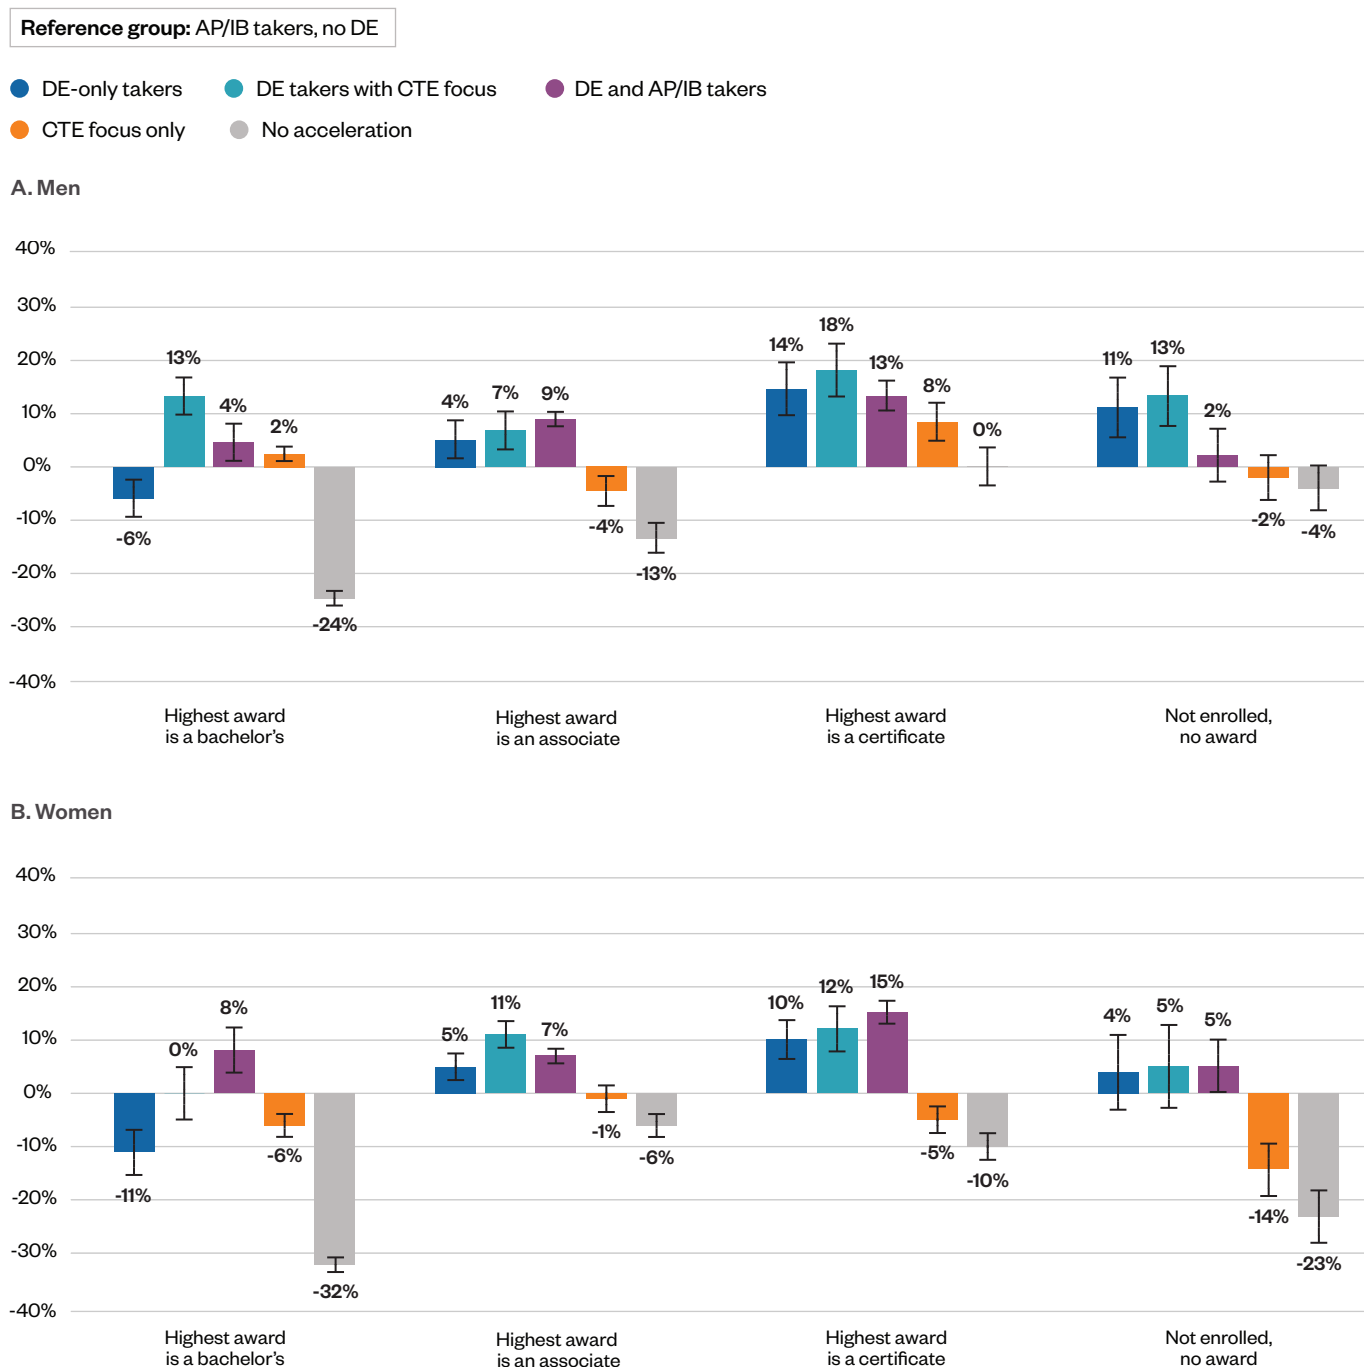 Reference group: AP/IB takers, no DE
DE-only takers
DE takers with CTE focus
DE and AP/IB takers
CTE focus only
No acceleration
A. Men
40%
30%
20%
10%
0%
-10%
-20%
-30%
-40%
-6%
13%
4%
2%
-24%
4%
7%
9%
-4%
-13%
14%
18%
13%
8%
0%
11%
13%
2%
-2%
-4%
Highest award
is a bachelor's
Highest award
is an associate
Highest award
is a certificate
Not enrolled,
no award
B. Women
40%
30%
20%
10%
0%
-10%
-20%
-30%
-40%
-11%
0%
8%
-6%
-32%
5%
11%
7%
-1%
-6%
10%
12%
15%
-5%
-10%
4%
5%
5%
-14%
-23%
Highest award
is a bachelor's
Highest award
is an associate
Highest award
is a certificate
Not enrolled,
no award